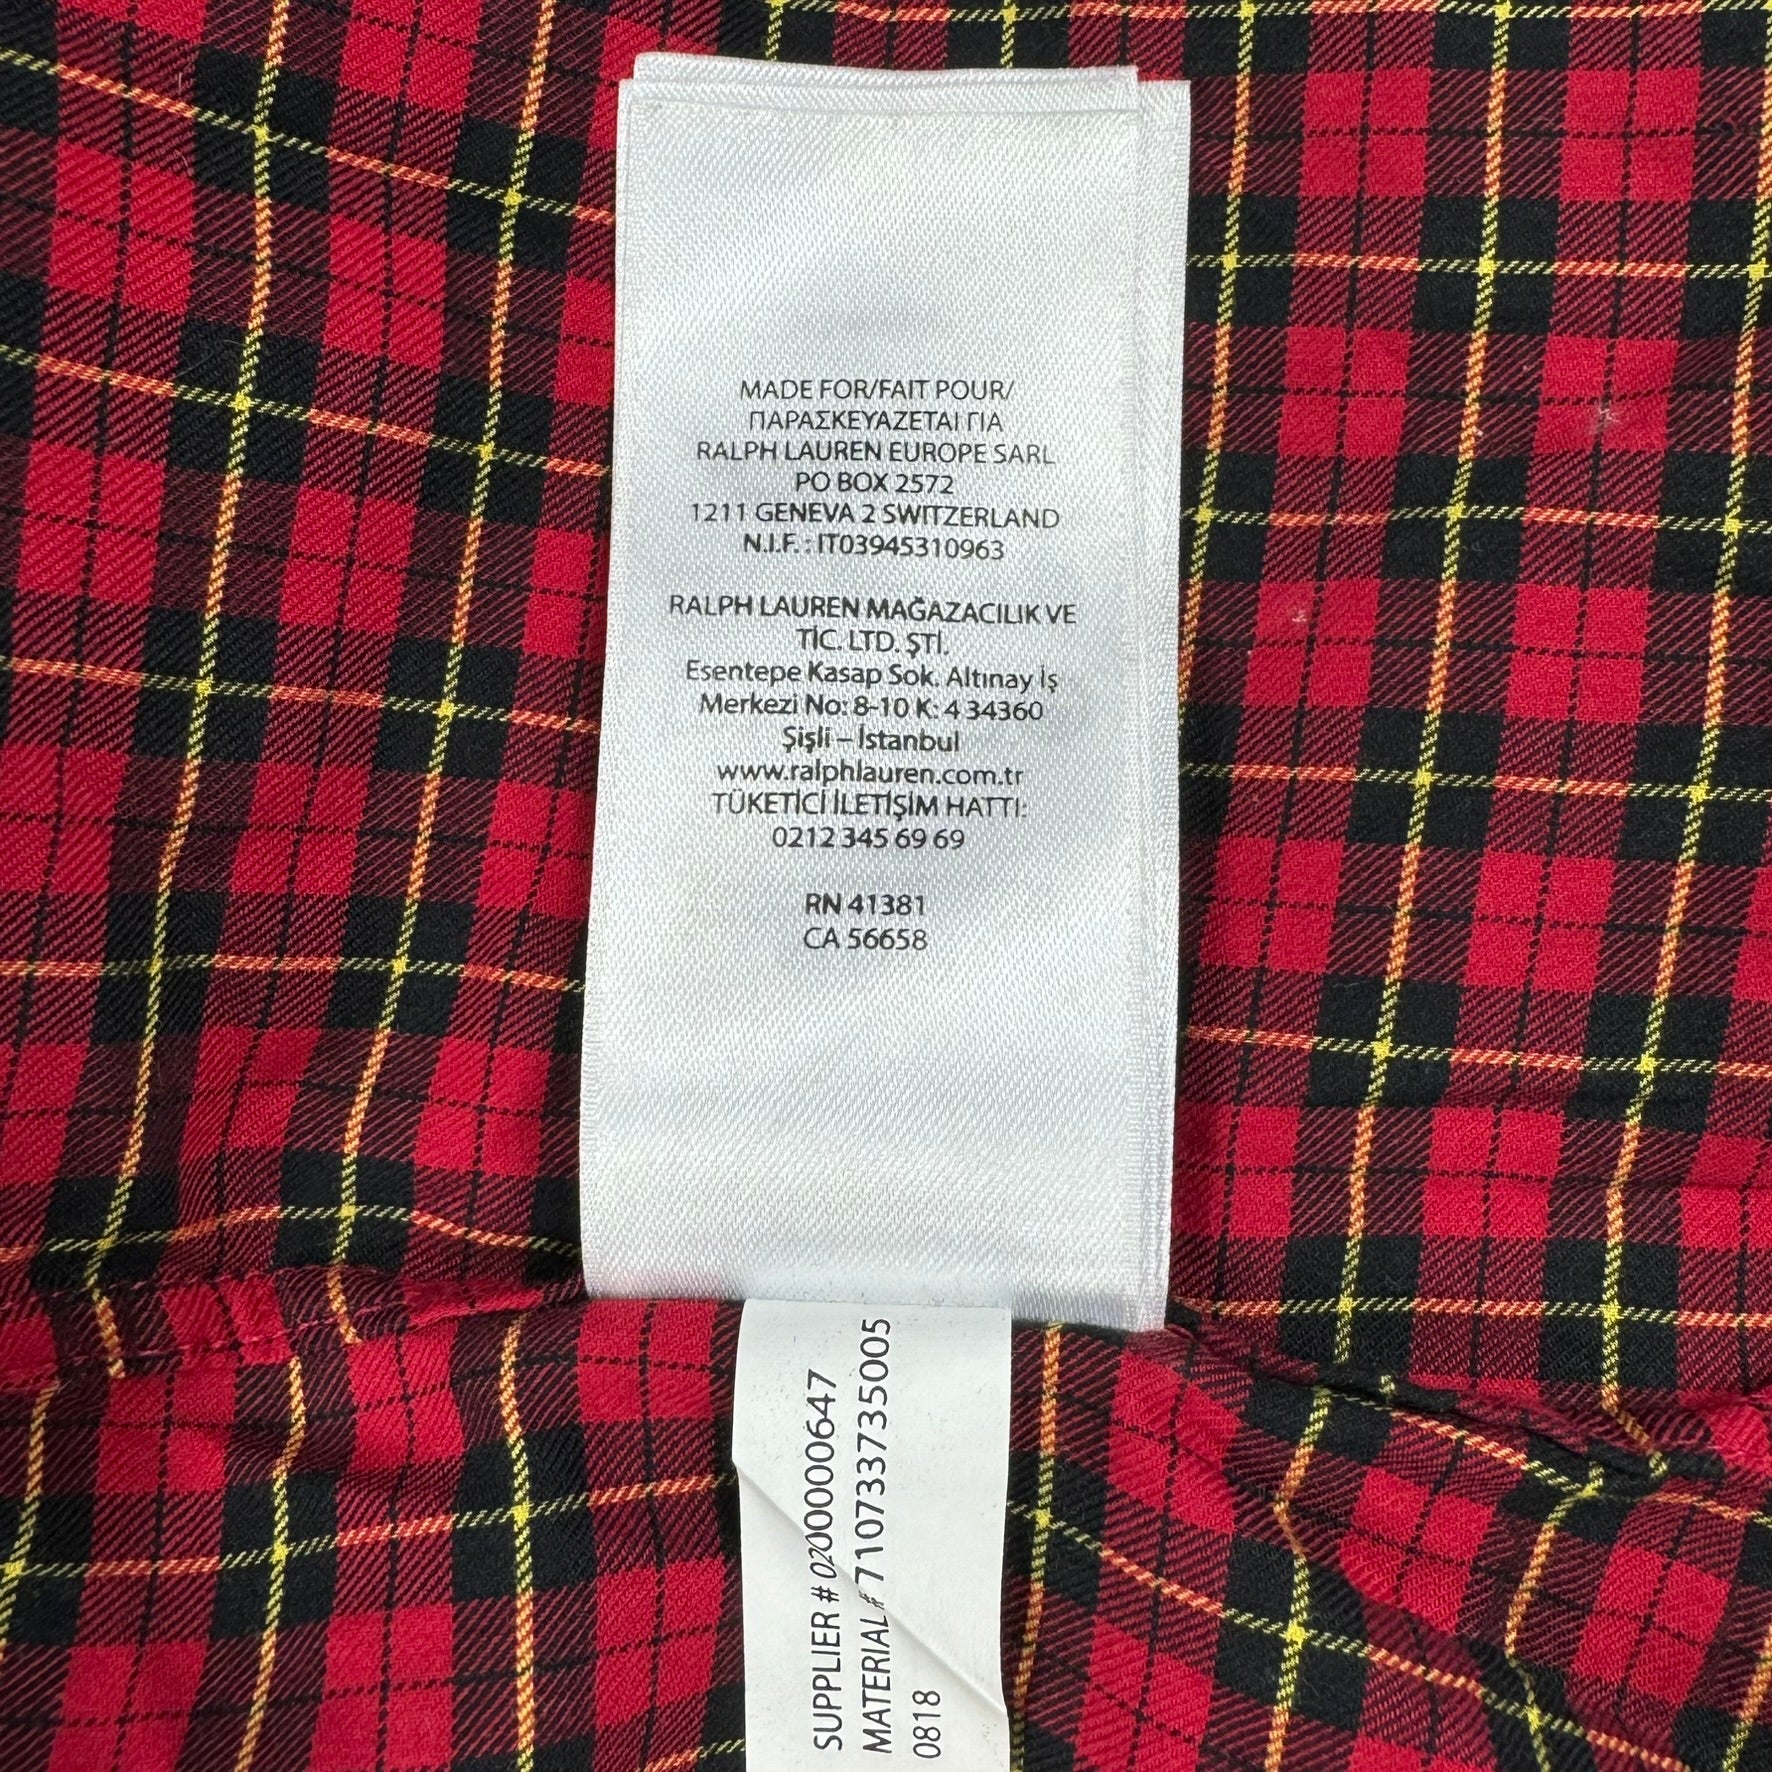 MADE FOR/FAIT POUR/
ΠΑΡΑΣΚΕΥΑΖΕΤΑΙ ΓΙΑ
RALPH LAUREN EUROPE SARL
PO BOX 2572
1211 GENEVA 2 SWITZERLAND
N.I.F. : IT03945310963
RALPH LAUREN MAĞAZACILIK VE
TİC. LTD. ŞTİ.
Esentepe Kasap Sok. Altınay İş
Merkezi No: 8-10 K: 4 34360
Şişli – İstanbul
www.ralphlauren.com.tr
TÜKETİCİ İLETİŞİM HATTI:
0212 345 69 69
RN 41381
CA 56658
SUPPLIER # 0200000647
MATERIAL# 710733735005
0818